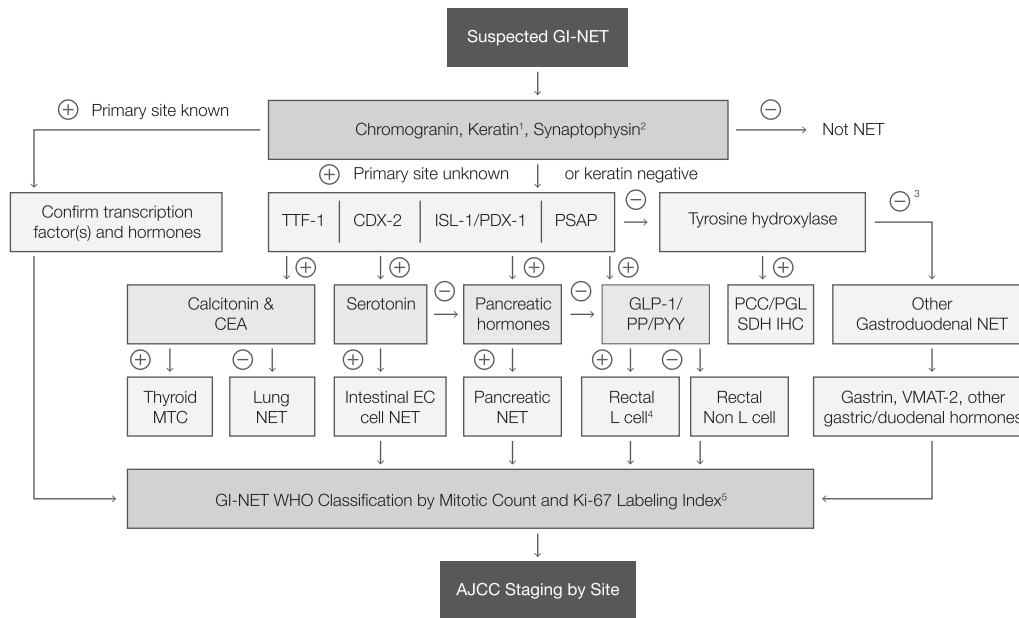 Suspected GI-NET
⊕ Primary site known
Chromogranin, Keratin¹, Synaptophysin²
⊖
Not NET
⊕ Primary site unknown
or keratin negative
Confirm transcription
factor(s) and hormones
TTF-1
CDX-2
ISL-1/PDX-1
PSAP
⊖
Tyrosine hydroxylase
⊖³
⊕
⊕
⊕
⊕
⊕
Calcitonin &
CEA
Serotonin
⊖
Pancreatic
hormones
⊖
GLP-1/
PP/PYY
PCC/PGL
SDH IHC
Other
Gastroduodenal NET
⊕
⊖
⊕
⊕
⊕
⊖
Thyroid
MTC
Lung
NET
Intestinal EC
cell NET
Pancreatic
NET
Rectal
L cell⁴
Rectal
Non L cell
Gastrin, VMAT-2, other
gastric/duodenal hormones
GI-NET WHO Classification by Mitotic Count and Ki-67 Labeling Index⁵
AJCC Staging by Site